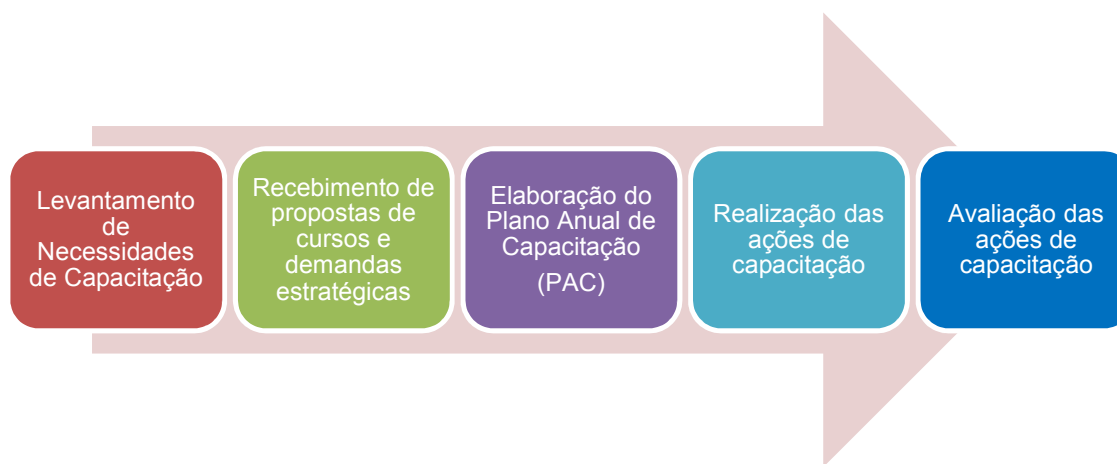 Levantamento
de
Necessidades
de Capacitação
Recebimento de
propostas de
cursos e
demandas
estratégicas
Elaboração do
Plano Anual de
Capacitação
(PAC)
Realização das
ações de
capacitação
Avaliação das
ações de
capacitação